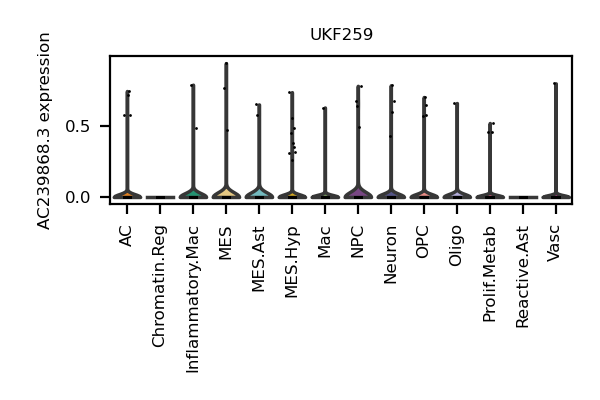 UKF259
AC239868.3 expression
0.5
0.0
AC
Chromatin.Reg
Inflammatory.Mac
MES
MES.Ast
MES.Hyp
Mac
NPC
Neuron
OPC
Oligo
Prolif.Metab
Reactive.Ast
Vasc